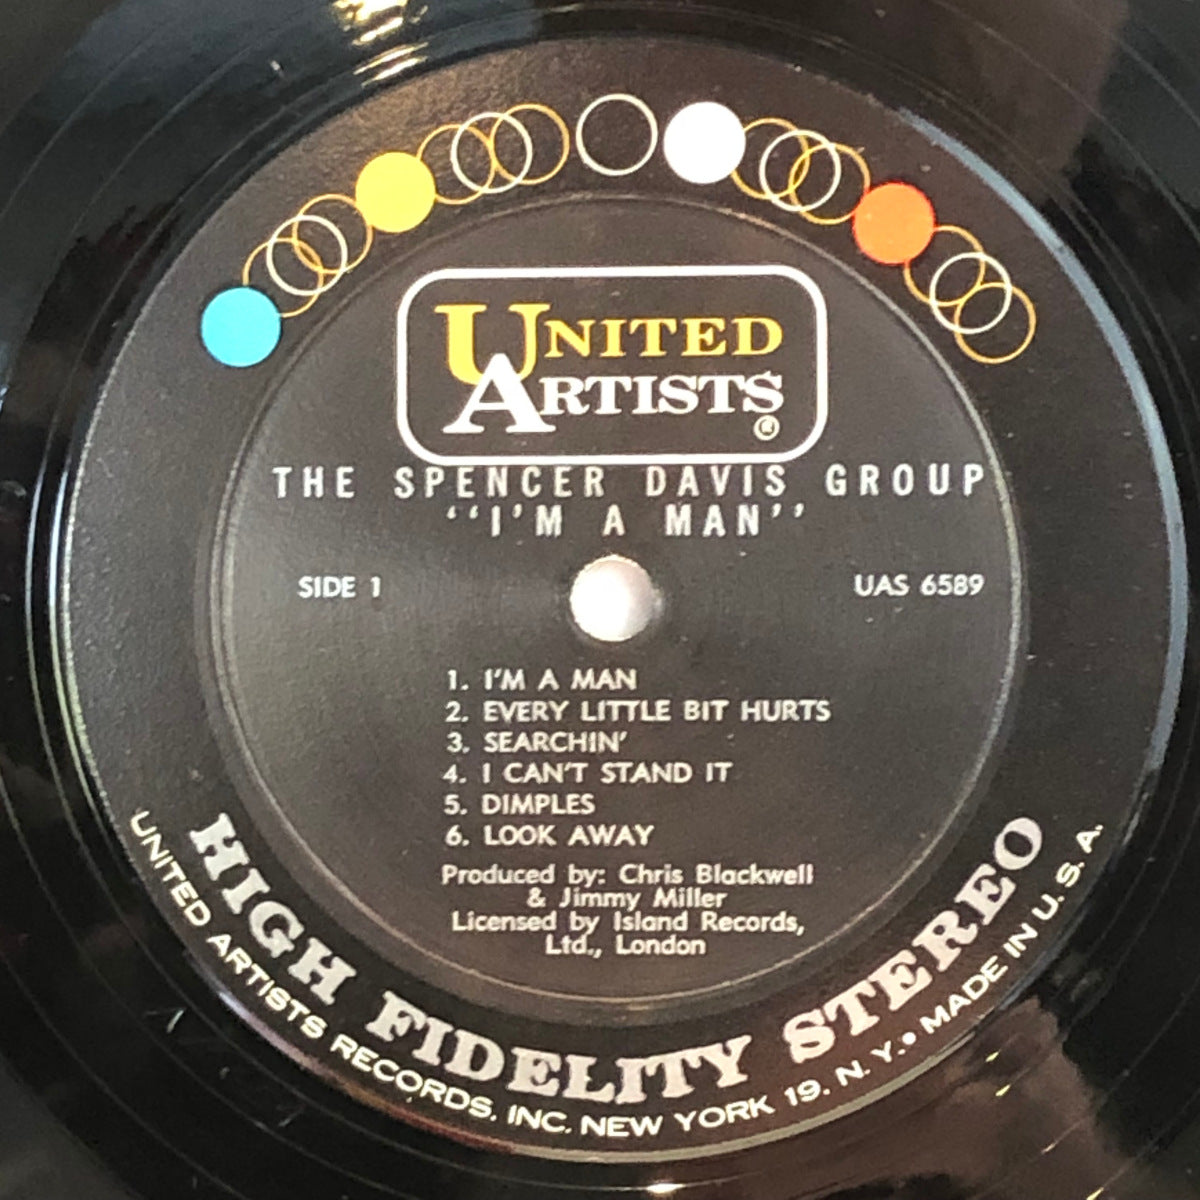 UNITED
ARTISTS
®
THE SPENCER DAVIS GROUP
"I'M A MAN"
SIDE 1
UAS 6589
1. I'M A MAN
2. EVERY LITTLE BIT HURTS
3. SEARCHIN'
4. I CAN'T STAND IT
5. DIMPLES
6. LOOK AWAY
Produced by: Chris Blackwell
& Jimmy Miller
Licensed by Island Records,
Ltd., London
HIGH FIDELITY STEREO
UNITED ARTISTS RECORDS, INC. NEW YORK 19, N. Y. • MADE IN U. S. A.